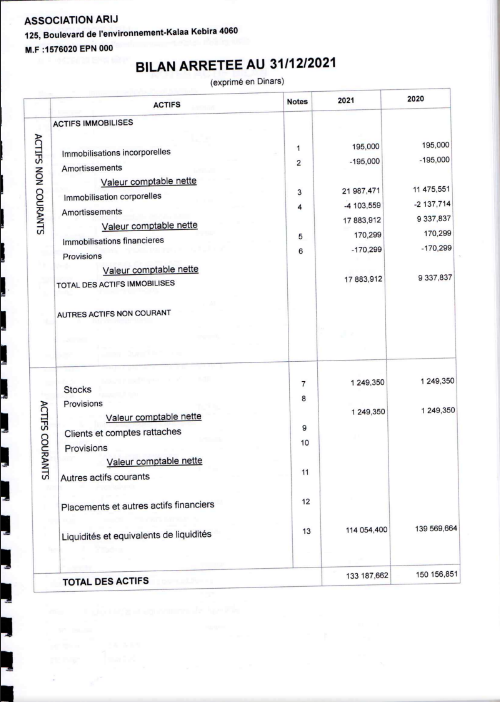 ASSOCIATION ARIJ
125, Boulevard de l'environnement-Kalaa Kebira 4060
M.F :1576020 EPN 000
BILAN ARRETEE AU 31/12/2021
(exprimé en Dinars)
ACTIFS Notes 2021 2020
ACTIFS NON COURANTS
ACTIFS IMMOBILISES
Immobilisations incorporelles 1 195,000 195,000
Amortissements 2 -195,000 -195,000
Valeur comptable nette
Immobilisation corporelles 3 21 987,471 11 475,551
Amortissements 4 -4 103,559 -2 137,714
Valeur comptable nette 17 883,912 9 337,837
Immobilisations financieres 5 170,299 170,299
Provisions 6 -170,299 -170,299
Valeur comptable nette
TOTAL DES ACTIFS IMMOBILISES 17 883,912 9 337,837
AUTRES ACTIFS NON COURANT
ACTIFS COURANTS
Stocks 7 1 249,350 1 249,350
Provisions 8
Valeur comptable nette 1 249,350 1 249,350
Clients et comptes rattaches 9
Provisions 10
Valeur comptable nette
Autres actifs courants 11
Placements et autres actifs financiers 12
Liquidités et equivalents de liquidités 13 114 054,400 139 569,664
TOTAL DES ACTIFS 133 187,662 150 156,851